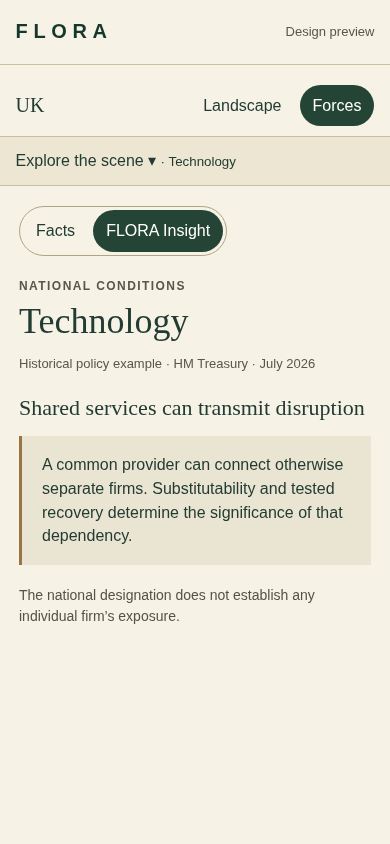 FLORA
Design preview
UK
Landscape
Forces
Explore the scene ▾ · Technology
Facts
FLORA Insight
NATIONAL CONDITIONS
Technology
Historical policy example · HM Treasury · July 2026
Shared services can transmit disruption
A common provider can connect otherwise
separate firms. Substitutability and tested
recovery determine the significance of that
dependency.
The national designation does not establish any
individual firm's exposure.